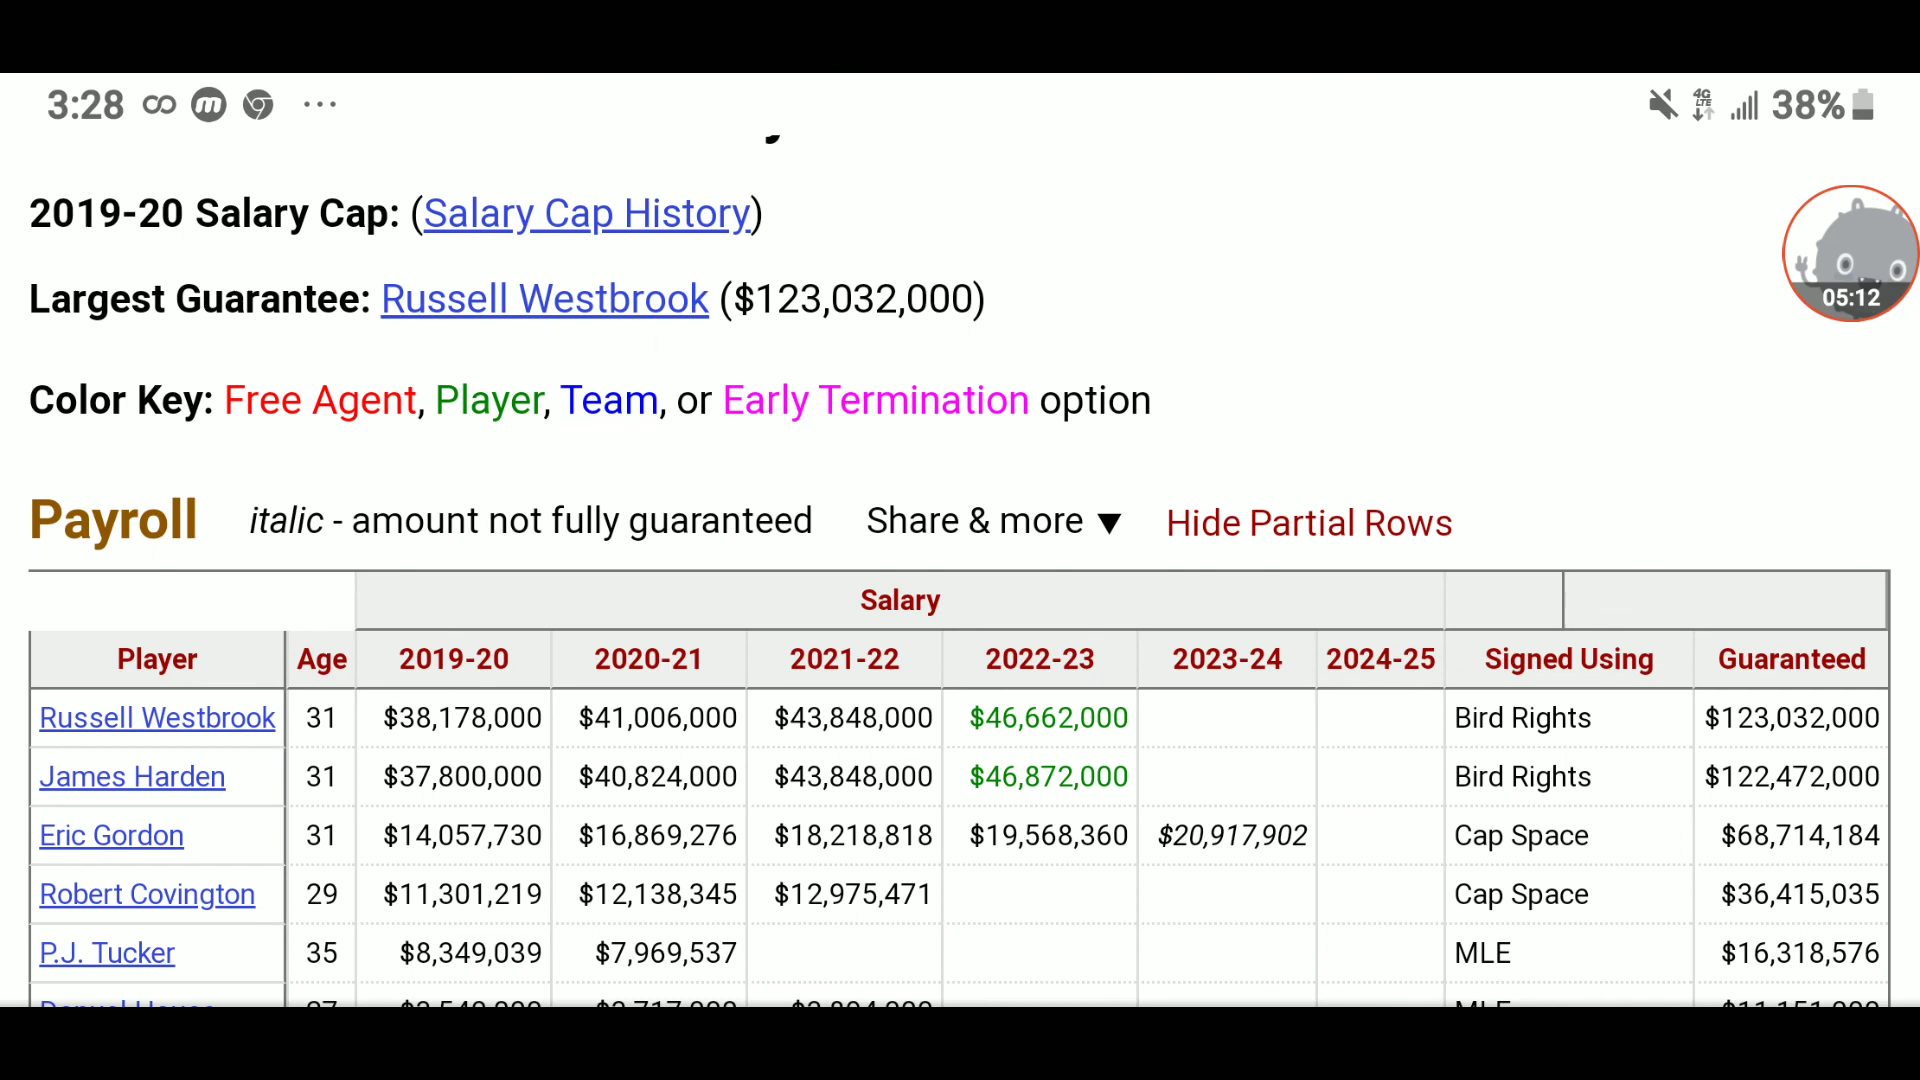 3:28 ... 4G LTE 38%
2019-20 Salary Cap: (Salary Cap History)
Largest Guarantee: Russell Westbrook ($123,032,000)
05:12
Color Key: Free Agent, Player, Team, or Early Termination option
Payroll italic - amount not fully guaranteed Share & more ▼ Hide Partial Rows
Salary
Player Age 2019-20 2020-21 2021-22 2022-23 2023-24 2024-25 Signed Using Guaranteed
Russell Westbrook 31 $38,178,000 $41,006,000 $43,848,000 $46,662,000 Bird Rights $123,032,000
James Harden 31 $37,800,000 $40,824,000 $43,848,000 $46,872,000 Bird Rights $122,472,000
Eric Gordon 31 $14,057,730 $16,869,276 $18,218,818 $19,568,360 $20,917,902 Cap Space $68,714,184
Robert Covington 29 $11,301,219 $12,138,345 $12,975,471 Cap Space $36,415,035
P.J. Tucker 35 $8,349,039 $7,969,537 MLE $16,318,576